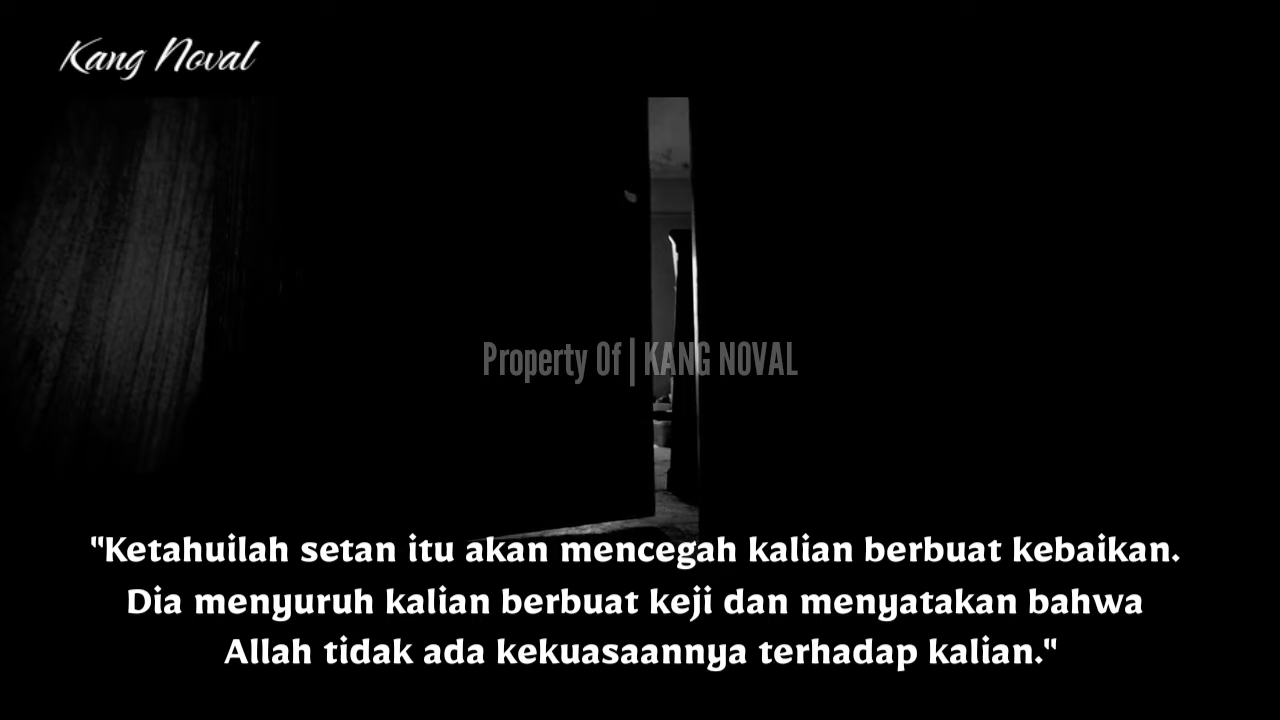 Kang Noval
Property Of | KANG NOVAL
"Ketahuilah setan itu akan mencegah kalian berbuat kebaikan.
Dia menyuruh kalian berbuat keji dan menyatakan bahwa
Allah tidak ada kekuasaannya terhadap kalian."